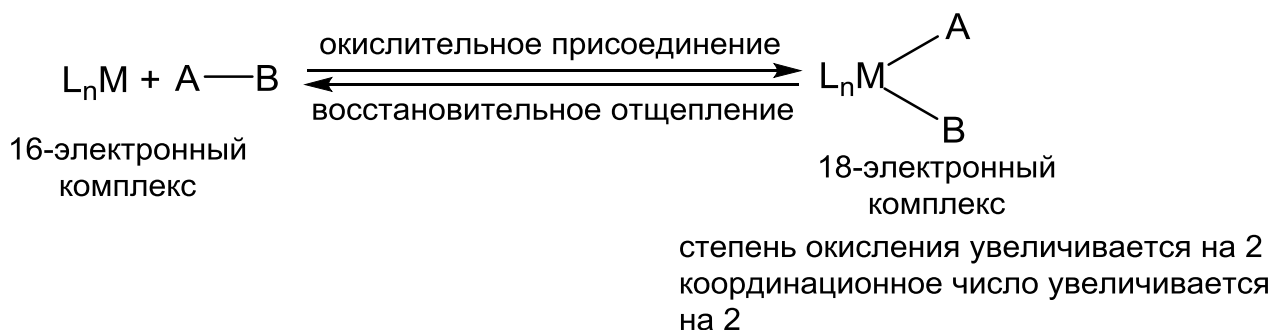 окислительное присоединение
LₙM + A—B
LₙM
A
B
восстановительное отщепление
16-электронный
комплекс
18-электронный
комплекс
степень окисления увеличивается на 2
координационное число увеличивается
на 2